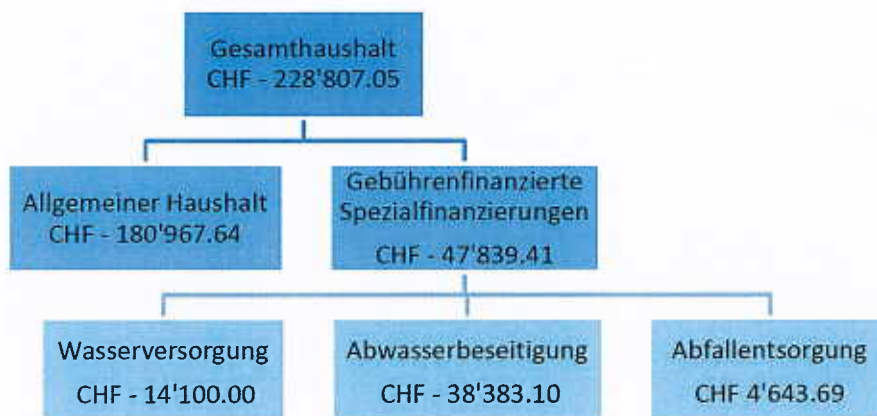 Gesamthaushalt
CHF - 228'807.05
Allgemeiner Haushalt
CHF - 180'967.64
Gebührenfinanzierte
Spezialfinanzierungen
CHF - 47'839.41
Wasserversorgung
CHF - 14'100.00
Abwasserbeseitigung
CHF - 38'383.10
Abfallentsorgung
CHF 4'643.69